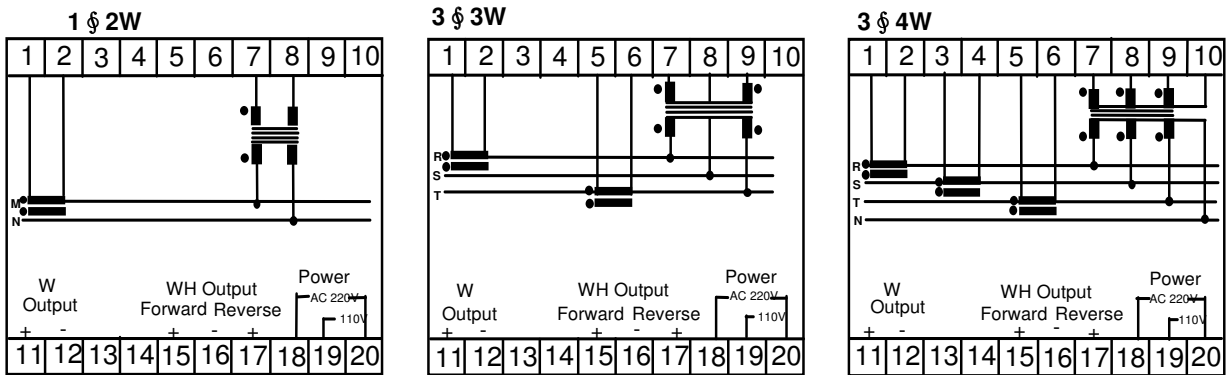 1 ∮ 2W
1 2 3 4 5 6 7 8 9 10
M
N
W
Output
WH Output
Forward Reverse
Power
AC 220V
110V
+ - + - +
11 12 13 14 15 16 17 18 19 20
3 ∮ 3W
1 2 3 4 5 6 7 8 9 10
R
S
T
W
Output
WH Output
Forward Reverse
Power
AC 220V
110V
+ - + - +
11 12 13 14 15 16 17 18 19 20
3 ∮ 4W
1 2 3 4 5 6 7 8 9 10
R
S
T
N
W
Output
WH Output
Forward Reverse
Power
AC 220V
110V
+ - + - +
11 12 13 14 15 16 17 18 19 20